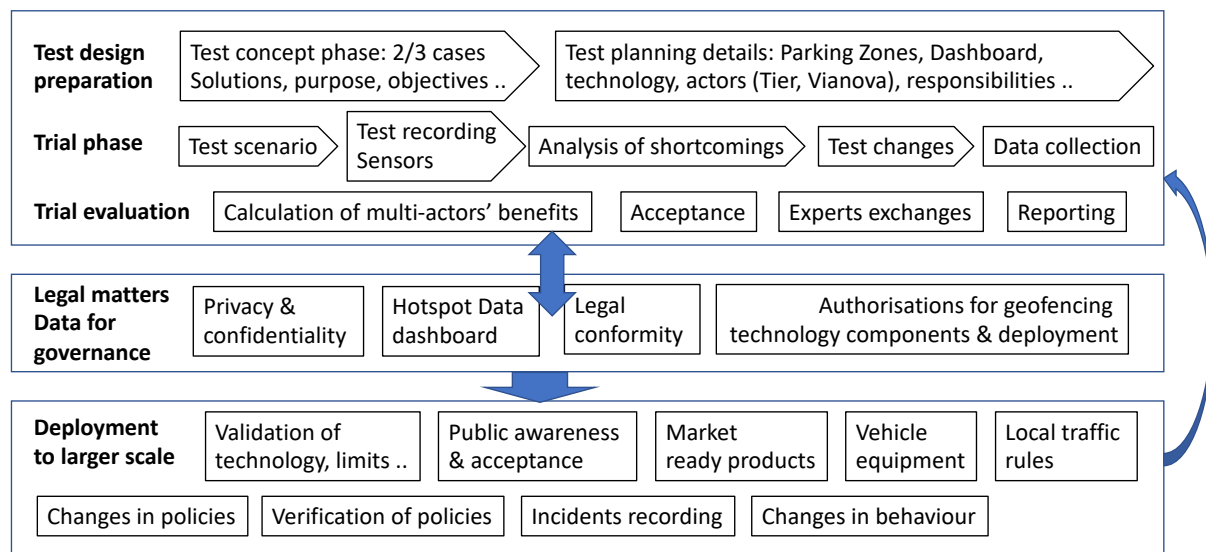 Test design
preparation
Test concept phase: 2/3 cases
Solutions, purpose, objectives ..
Test planning details: Parking Zones, Dashboard,
technology, actors (Tier, Vianova), responsibilities ..
Trial phase
Test scenario
Test recording
Sensors
Analysis of shortcomings
Test changes
Data collection
Trial evaluation
Calculation of multi-actors' benefits
Acceptance
Experts exchanges
Reporting
Legal matters
Data for
governance
Privacy &
confidentiality
Hotspot Data
dashboard
Legal
conformity
Authorisations for geofencing
technology components & deployment
Deployment
to larger scale
Validation of
technology, limits ..
Public awareness
& acceptance
Market
ready products
Vehicle
equipment
Local traffic
rules
Changes in policies
Verification of policies
Incidents recording
Changes in behaviour